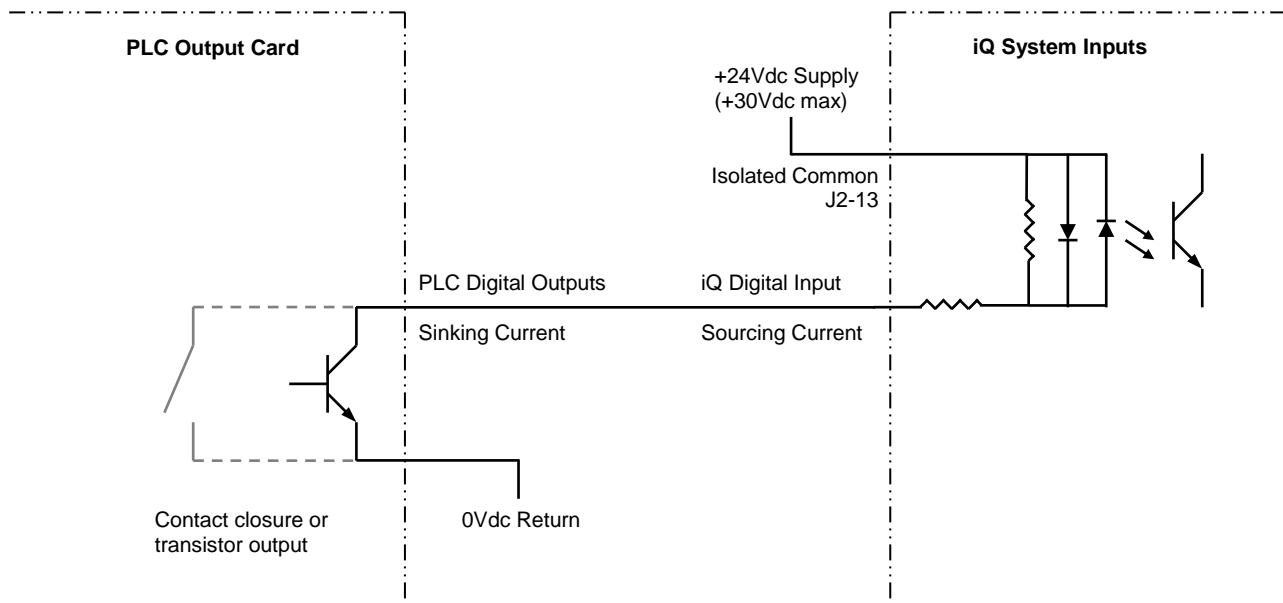 PLC Output Card
iQ System Inputs
+24Vdc Supply
(+30Vdc max)
Isolated Common
J2-13
PLC Digital Outputs
iQ Digital Input
Sinking Current
Sourcing Current
Contact closure or
transistor output
0Vdc Return